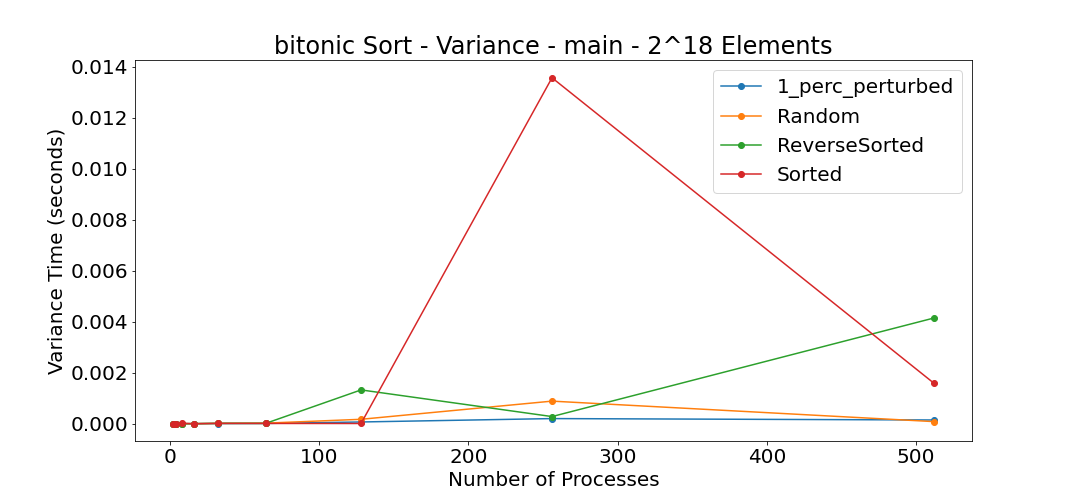 bitonic Sort - Variance - main - 2^18 Elements
Variance Time (seconds)
0.014
0.012
0.010
0.008
0.006
0.004
0.002
0.000
1_perc_perturbed
Random
ReverseSorted
Sorted
0 100 200 300 400 500
Number of Processes